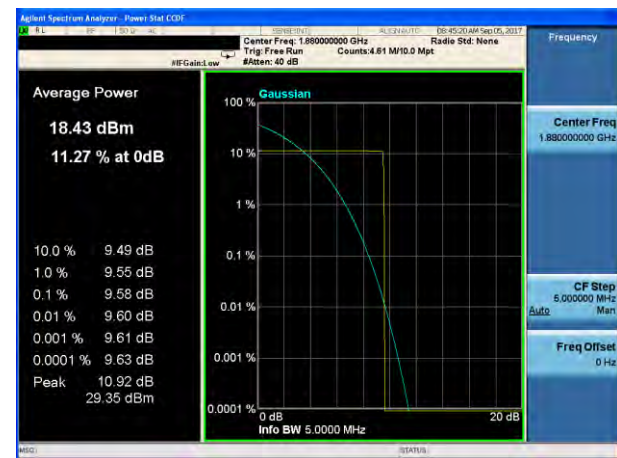 Agilent Spectrum Analyzer - Power Stat CCDF
RL RF 50 Ω AC SENSE:INT ALIGNAUTO 08:45:20 AM Sep 05, 2017
Center Freq: 1.880000000 GHz Radio Std: None
Trig: Free Run Counts:4.61 M/10.0 Mpt
#IFGain:Low #Atten: 40 dB
Frequency
Average Power
18.43 dBm
11.27 % at 0dB
10.0 % 9.49 dB
1.0 % 9.55 dB
0.1 % 9.58 dB
0.01 % 9.60 dB
0.001 % 9.61 dB
0.0001 % 9.63 dB
Peak 10.92 dB
29.35 dBm
Gaussian
100 %
10 %
1 %
0.1 %
0.01 %
0.001 %
0.0001 %
0 dB 20 dB
Info BW 5.0000 MHz
Center Freq
1.880000000 GHz
CF Step
5.000000 MHz
Auto Man
Freq Offset
0 Hz
MSG STATUS